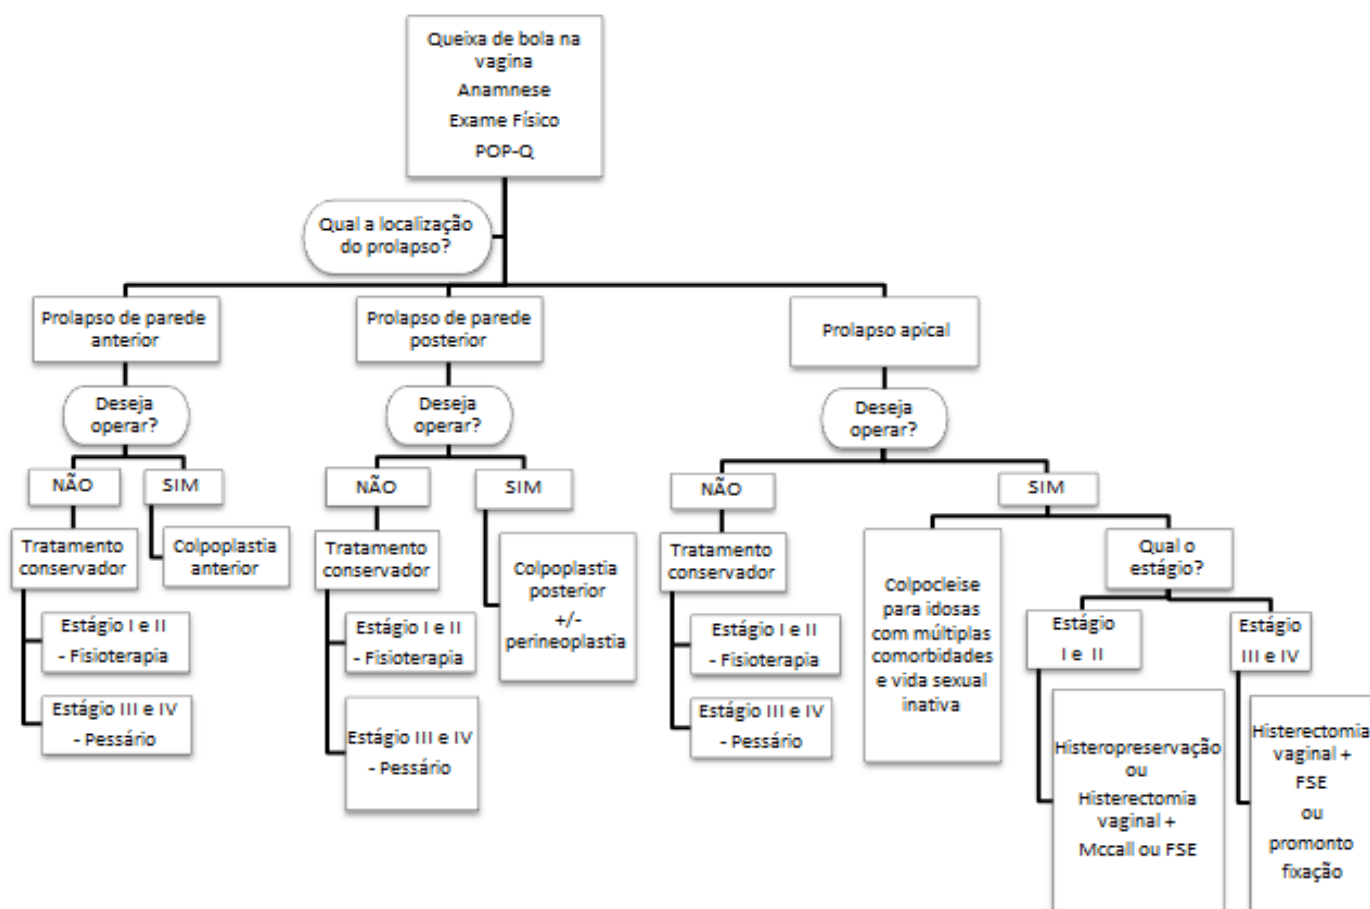 Queixa de bola na
vagina
Anamnese
Exame Físico
POP-Q
Qual a localização
do prolapso?
Prolapso de parede
anterior
Prolapso de parede
posterior
Prolapso apical
Deseja
operar?
Deseja
operar?
Deseja
operar?
NÃO
SIM
NÃO
SIM
NÃO
SIM
Tratamento
conservador
Colpoplastia
anterior
Estágio I e II
- Fisioterapia
Estágio III e IV
- Pessário
Tratamento
conservador
Colpoplastia
posterior
+/-
perineoplastia
Estágio I e II
- Fisioterapia
Estágio III e IV
- Pessário
Tratamento
conservador
Estágio I e II
- Fisioterapia
Estágio III e IV
- Pessário
Colpocleise
para idosas
com múltiplas
comorbidades
e vida sexual
inativa
Qual o
estágio?
Estágio
I e II
Estágio
III e IV
Histeropreservação
ou
Histerectomia
vaginal +
Mccall ou FSE
Histerectomia
vaginal +
FSE
ou
promonto
fixação